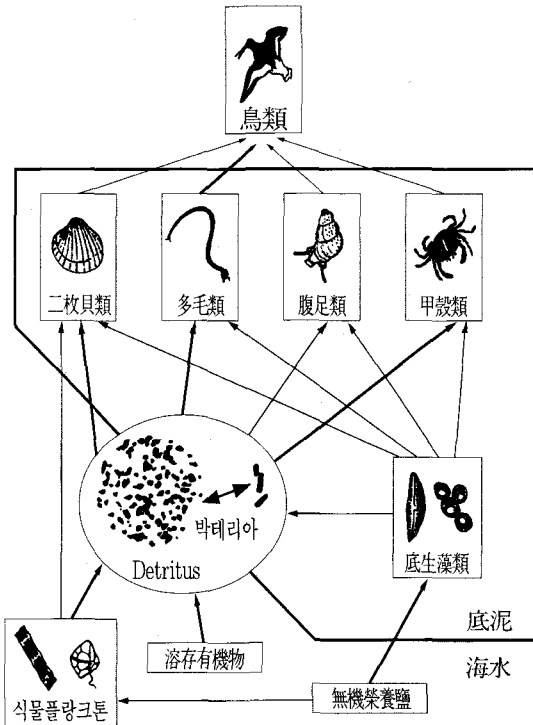 鳥類
二枚貝類
多毛類
腹足類
甲殼類
박테리아
Detritus
底生藻類
底泥
溶存有機物
海水
無機榮養鹽
식물플랑크톤